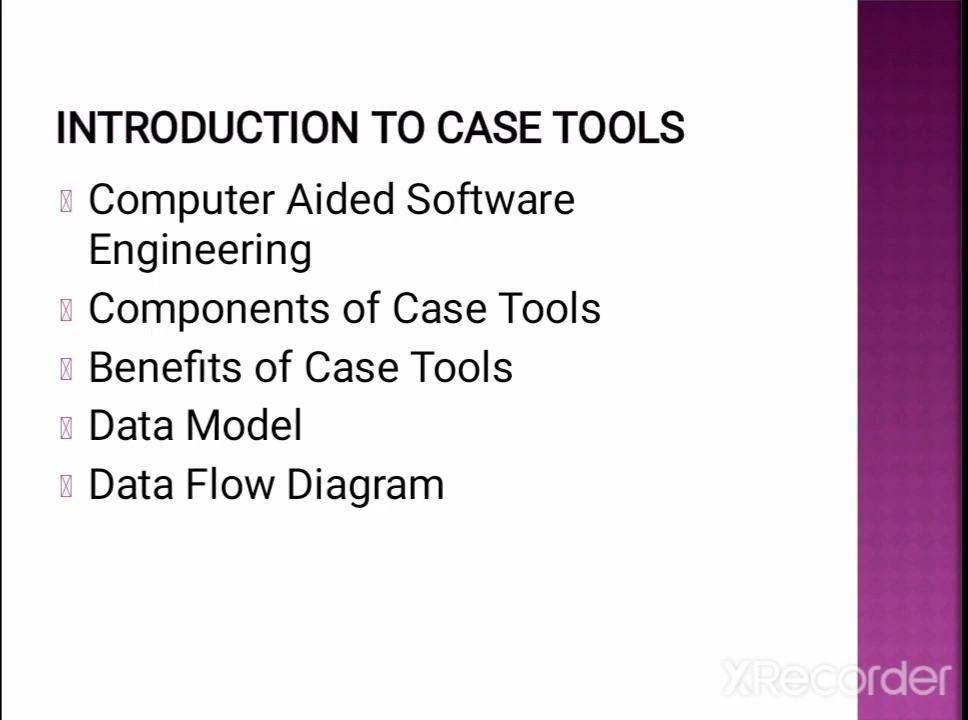 INTRODUCTION TO CASE TOOLS
Computer Aided Software
Engineering
Components of Case Tools
Benefits of Case Tools
Data Model
Data Flow Diagram
XRecorder